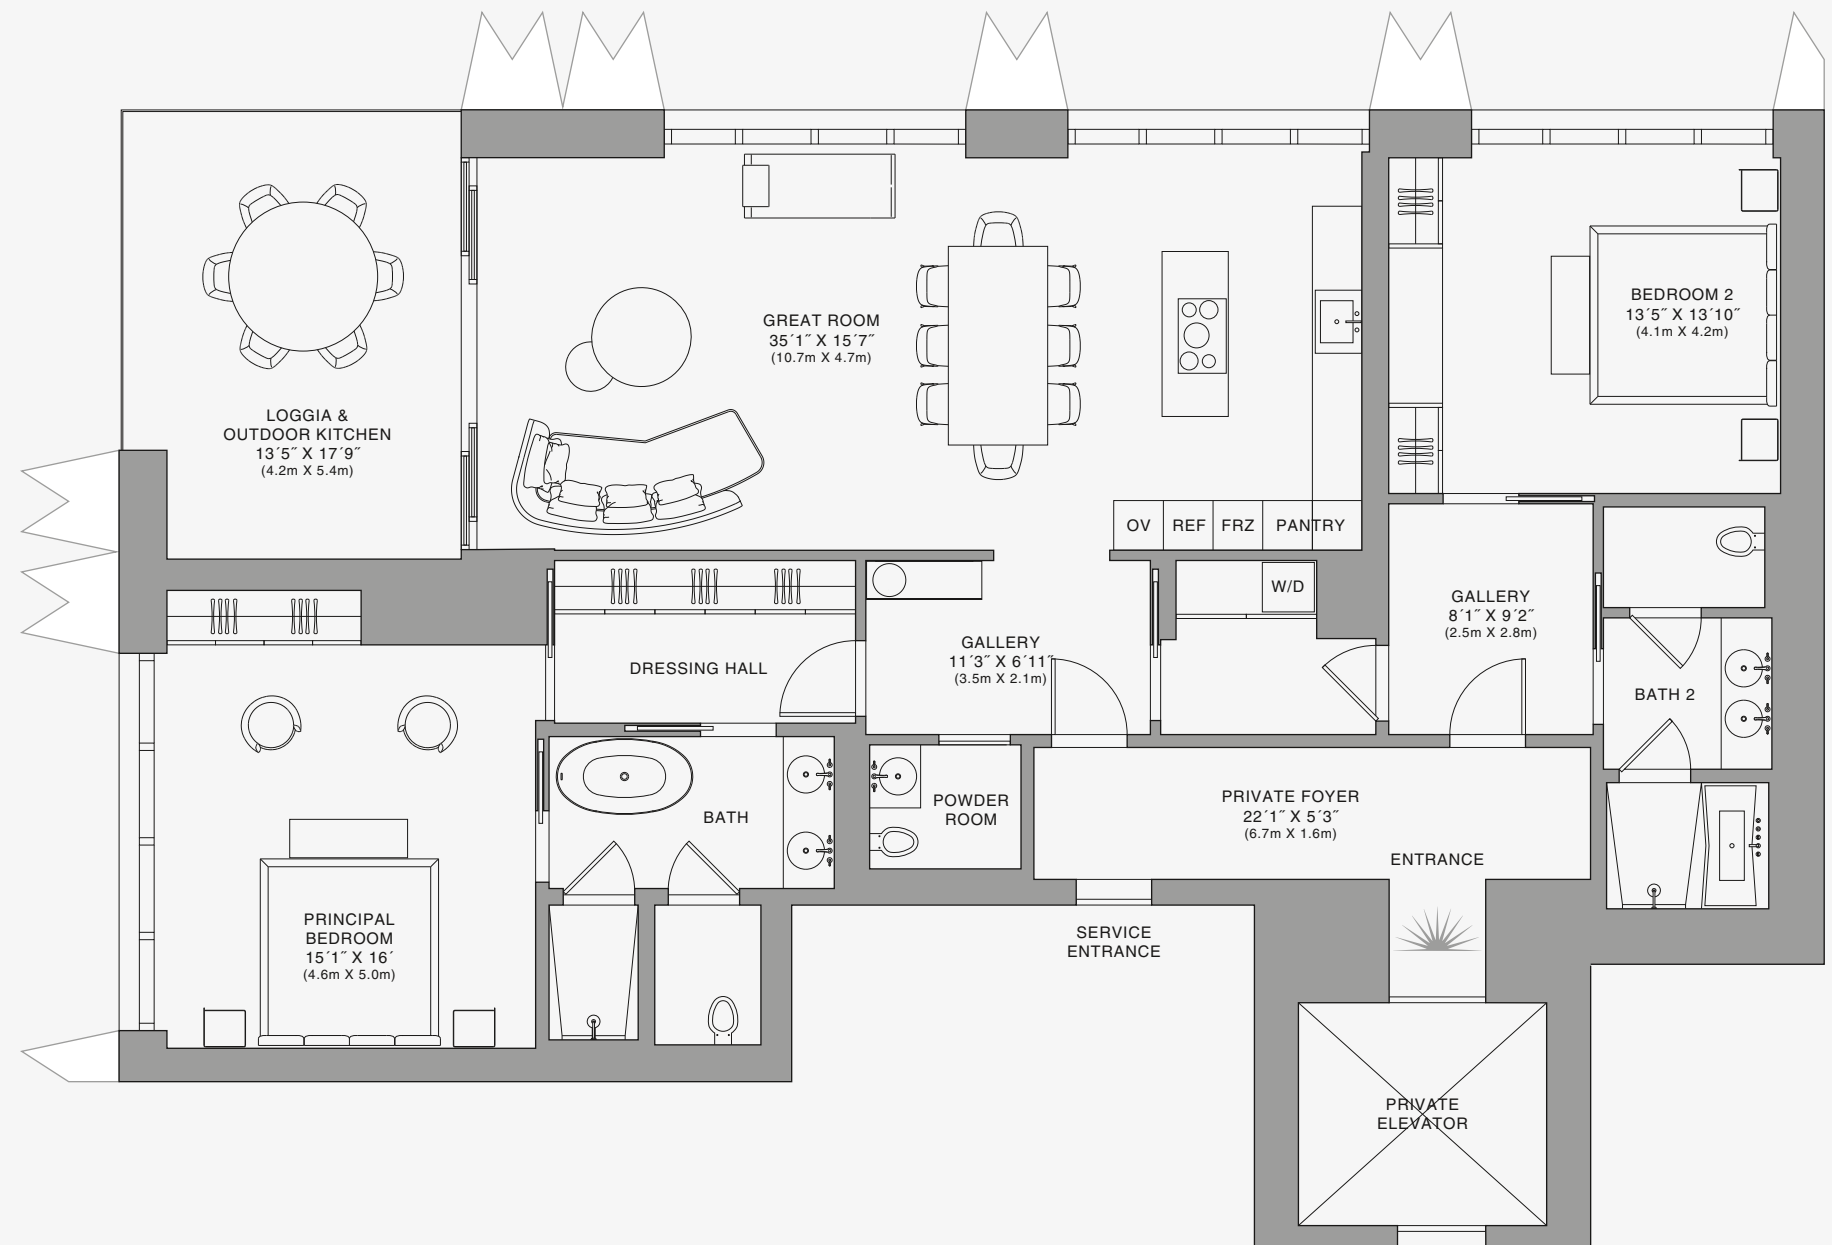 LOGGIA &
OUTDOOR KITCHEN
13´5˝ X 17´9˝
(4.2m X 5.4m)
GREAT ROOM
35´1˝ X 15´7˝
(10.7m X 4.7m)
BEDROOM 2
13´5˝ X 13´10˝
(4.1m X 4.2m)
OV
REF
FRZ
PANTRY
W/D
GALLERY
8´1˝ X 9´2˝
(2.5m X 2.8m)
DRESSING HALL
GALLERY
11´3˝ X 6´11˝
(3.5m X 2.1m)
BATH 2
BATH
POWDER
ROOM
PRIVATE FOYER
22´1˝ X 5´3˝
(6.7m X 1.6m)
ENTRANCE
PRINCIPAL
BEDROOM
15´1˝ X 16´
(4.6m X 5.0m)
SERVICE
ENTRANCE
PRIVATE
ELEVATOR